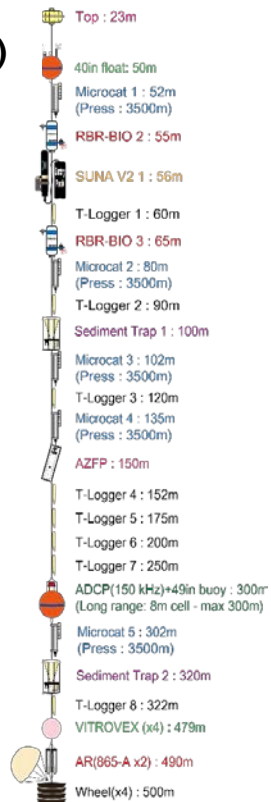 Top : 23m
)
40in float: 50m
Microcat 1 : 52m
(Press : 3500m)
RBR-BIO 2 : 55m
SUNA V2 1 : 56m
T-Logger 1 : 60m
RBR-BIO 3 : 65m
Microcat 2 : 80m
(Press : 3500m)
T-Logger 2 : 90m
Sediment Trap 1 : 100m
Microcat 3 : 102m
(Press : 3500m)
T-Logger 3 : 120m
Microcat 4 : 135m
(Press : 3500m)
AZFP : 150m
T-Logger 4 : 152m
T-Logger 5 : 175m
T-Logger 6 : 200m
T-Logger 7 : 250m
ADCP(150 kHz)+49in buoy : 300m
(Long range: 8m cell - max 300m)
Microcat 5 : 302m
(Press : 3500m)
Sediment Trap 2 : 320m
T-Logger 8 : 322m
VITROVEX (x4) : 479m
AR(865-A x2) : 490m
Wheel(x4) : 500m